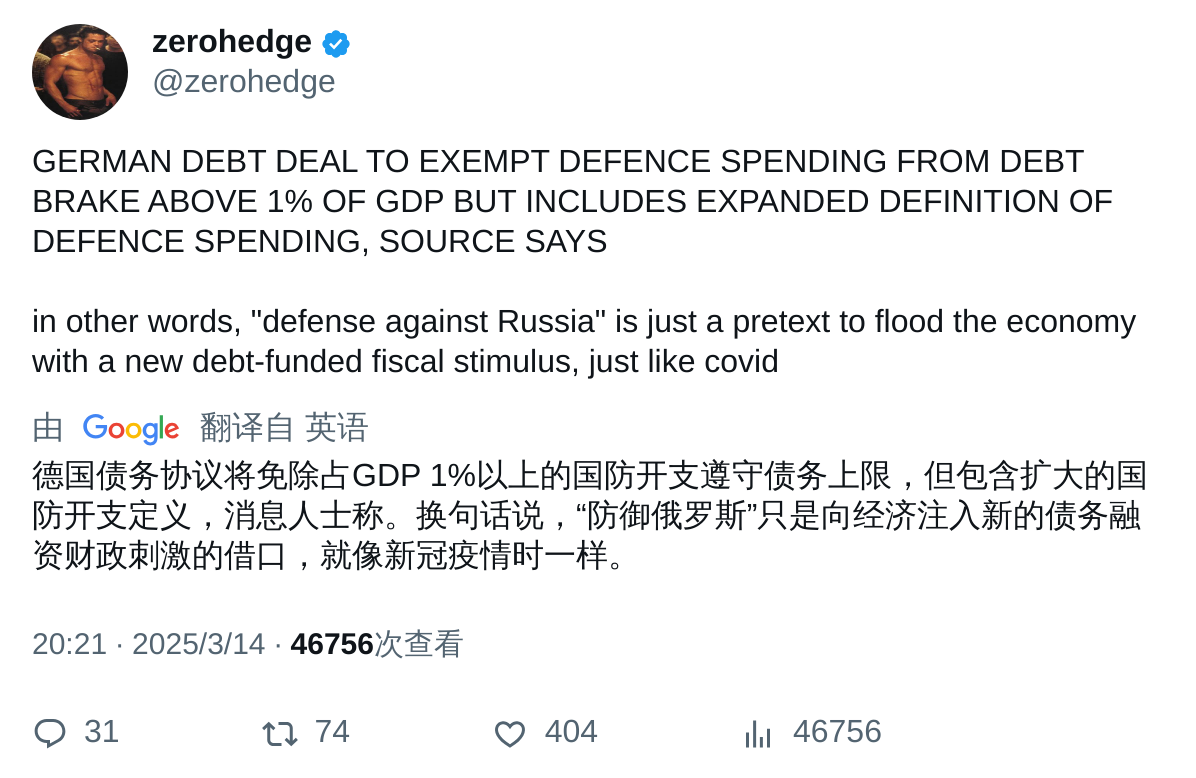 zerohedge
@zerohedge
GERMAN DEBT DEAL TO EXEMPT DEFENCE SPENDING FROM DEBT
BRAKE ABOVE 1% OF GDP BUT INCLUDES EXPANDED DEFINITION OF
DEFENCE SPENDING, SOURCE SAYS
in other words, "defense against Russia" is just a pretext to flood the economy
with a new debt-funded fiscal stimulus, just like covid
由 Google 翻译自 英语
德国债务协议将免除占GDP 1%以上的国防开支遵守债务上限，但包含扩大的国
防开支定义，消息人士称。换句话说，“防御俄罗斯”只是向经济注入新的债务融
资财政刺激的借口，就像新冠疫情时一样。
20:21 · 2025/3/14 · 46756次查看
31 74 404 46756